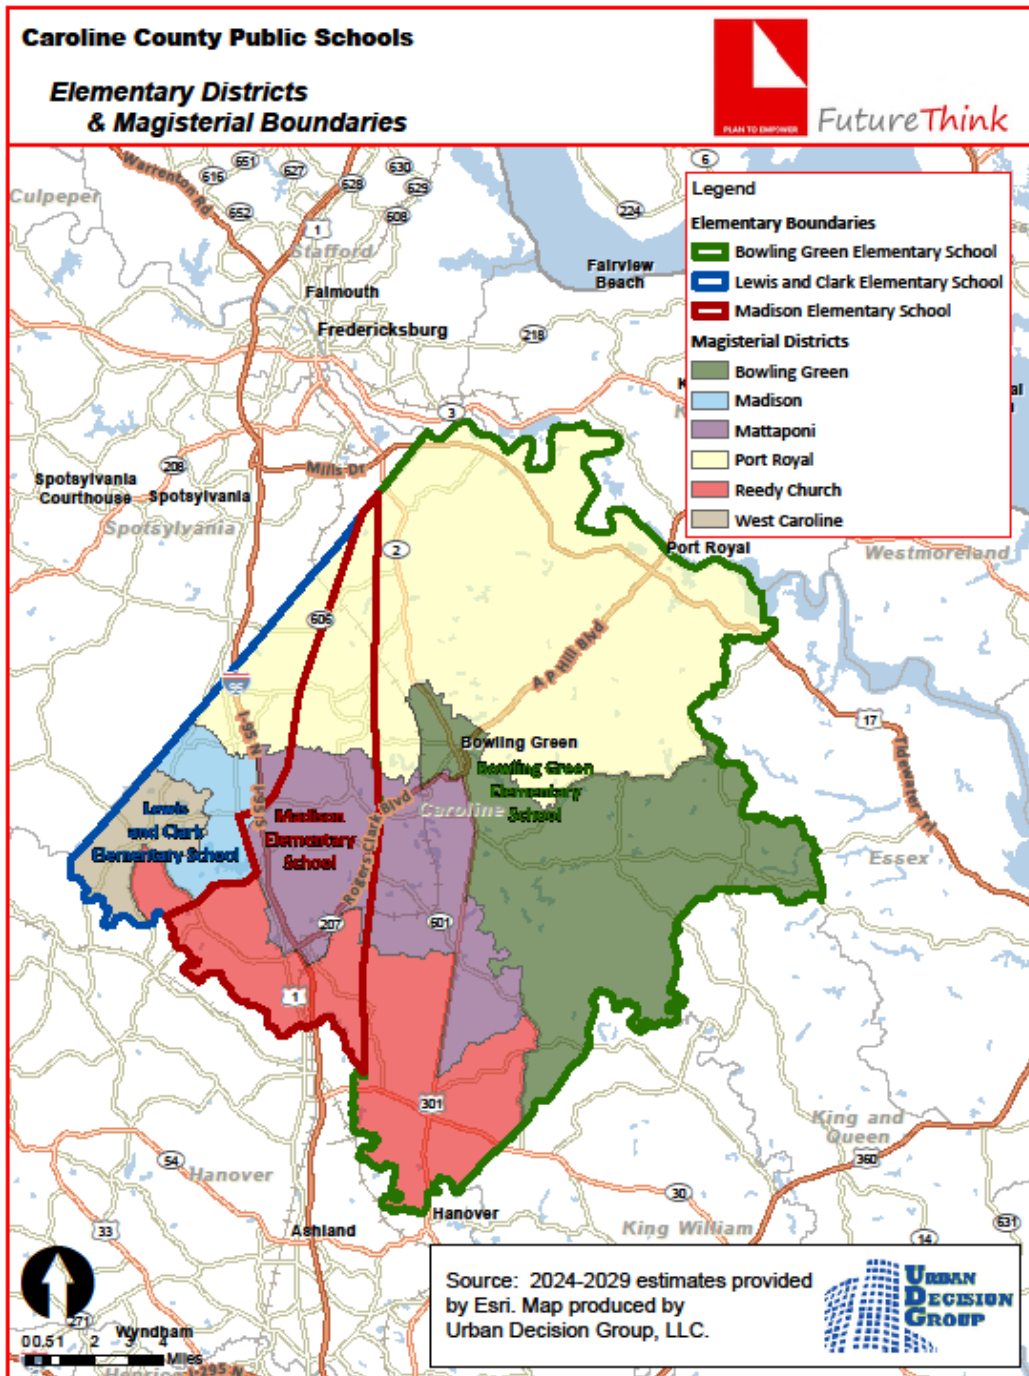 Caroline County Public Schools
Elementary Districts
& Magisterial Boundaries
PLAN TO EMPOWER
FutureThink
Legend
Elementary Boundaries
Bowling Green Elementary School
Lewis and Clark Elementary School
Madison Elementary School
Magisterial Districts
Bowling Green
Madison
Mattaponi
Port Royal
Reedy Church
West Caroline
Culpeper
Warrenton Rd
616
651
627
628
630
629
608
652
1
Stafford
6
224
Falmouth
Fairview
Beach
Fredericksburg
218
3
208
Mills Dr
Spotsylvania
Courthouse
Spotsylvania
Spotsylvania
2
Port Royal
Westmoreland
606
A P Hill Blvd
95
I-95 N
I-95 S
17
Tidewater Trl
Bowling Green
Bowling Green
Elementary
School
Caroline
Lewis
and Clark
Elementary School
Madison
Elementary
School
Rogers Clark Blvd
Essex
207
601
1
301
King and
Queen
360
54
Hanover
30
Hanover
King William
631
33
Ashland
14
271
Wyndham
0 0.5 1 2 3 4
Miles
I-295 N
Source: 2024-2029 estimates provided
by Esri. Map produced by
Urban Decision Group, LLC.
URBAN
DECISION
GROUP